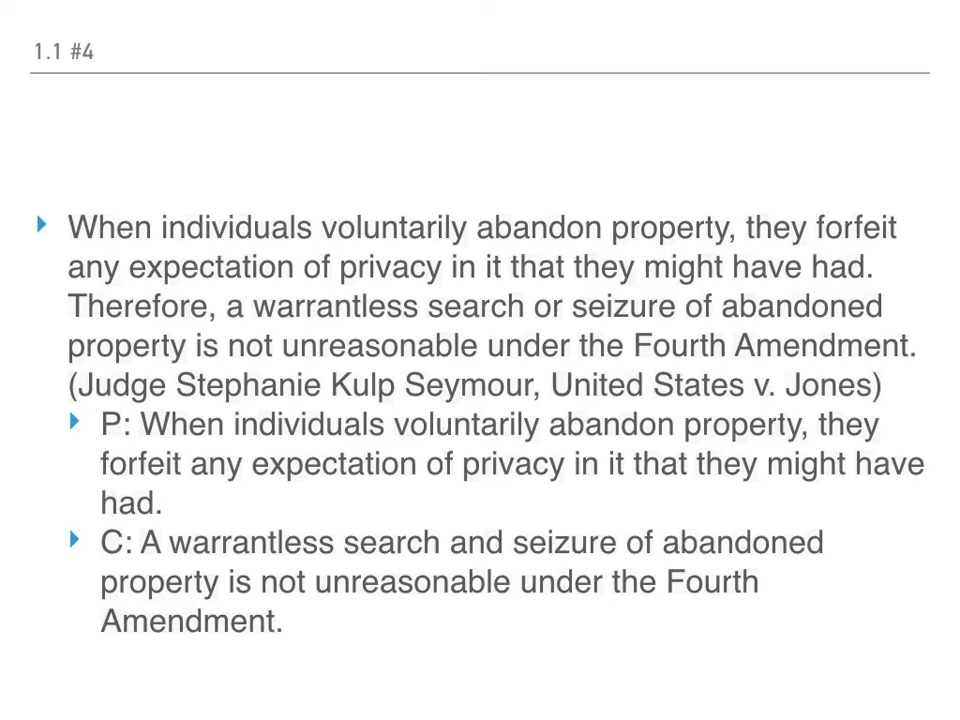 1.1 #4
When individuals voluntarily abandon property, they forfeit
any expectation of privacy in it that they might have had.
Therefore, a warrantless search or seizure of abandoned
property is not unreasonable under the Fourth Amendment.
(Judge Stephanie Kulp Seymour, United States v. Jones)
P: When individuals voluntarily abandon property, they
forfeit any expectation of privacy in it that they might have
had.
C: A warrantless search and seizure of abandoned
property is not unreasonable under the Fourth
Amendment.